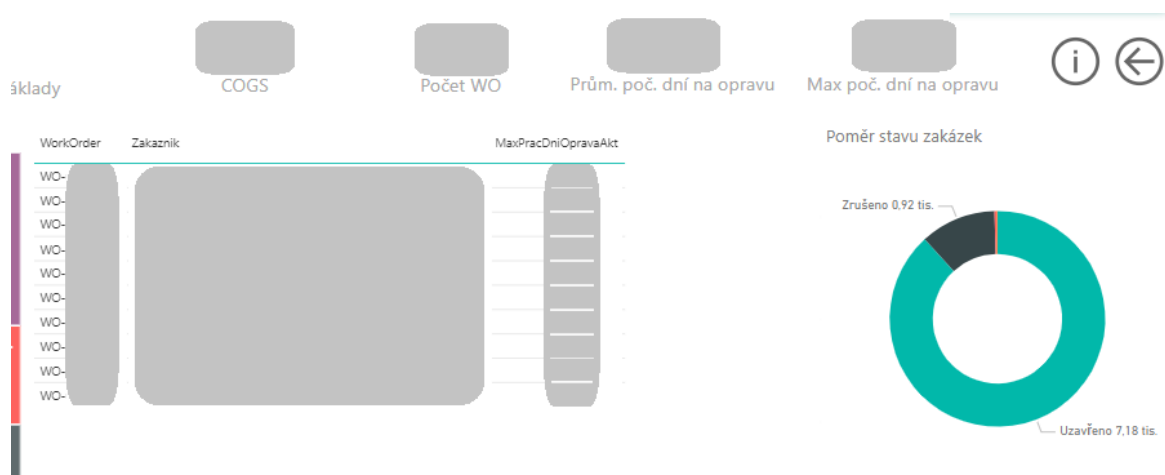 áklady
COGS
Počet WO
Prům. poč. dní na opravu
Max poč. dní na opravu
i
WorkOrder Zakaznik MaxPracDniOpravaAkt
WO-
WO-
WO-
WO-
WO-
WO-
WO-
WO-
WO-
WO-
Poměr stavu zakázek
Zrušeno 0,92 tis.
Uzavřeno 7,18 tis.